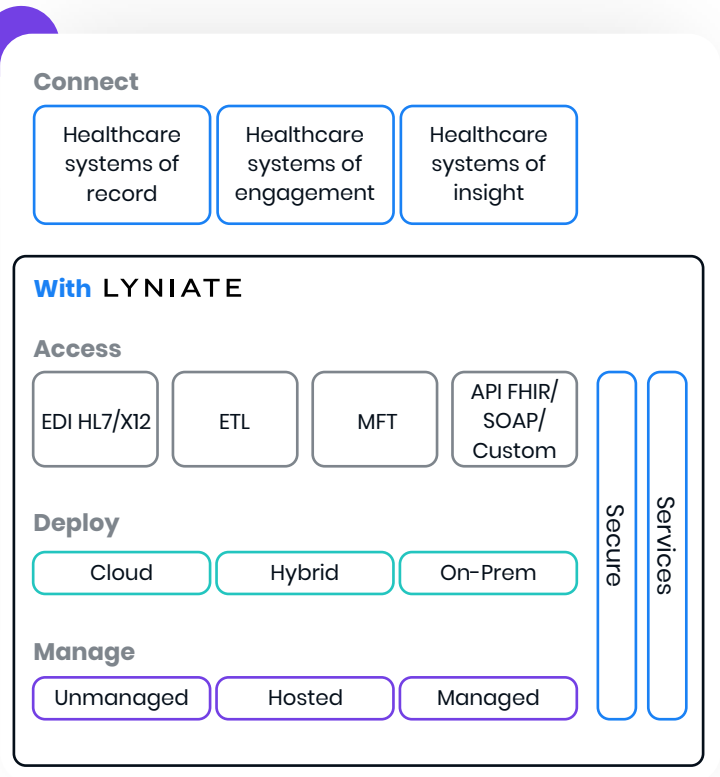 Connect
Healthcare
systems of
record
Healthcare
systems of
engagement
Healthcare
systems of
insight
With LYNIATE
Access
EDI HL7/X12
ETL
MFT
API FHIR/
SOAP/
Custom
Deploy
Cloud
Hybrid
On-Prem
Manage
Unmanaged
Hosted
Managed
Secure
Services